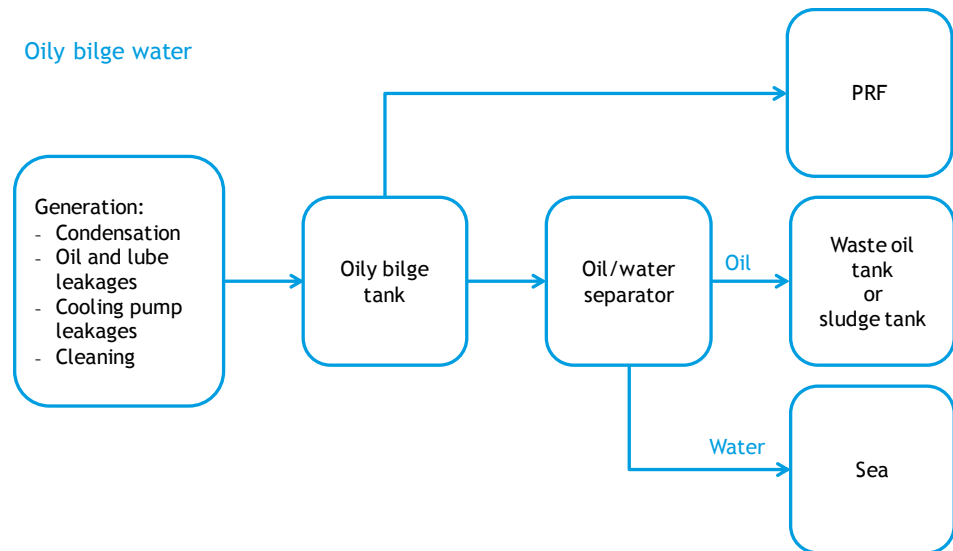 Oily bilge water
PRF
Generation:
- Condensation
- Oil and lube
leakages
- Cooling pump
leakages
- Cleaning
Oily bilge
tank
Oil/water
separator
Oil
Waste oil
tank
or
sludge tank
Water
Sea